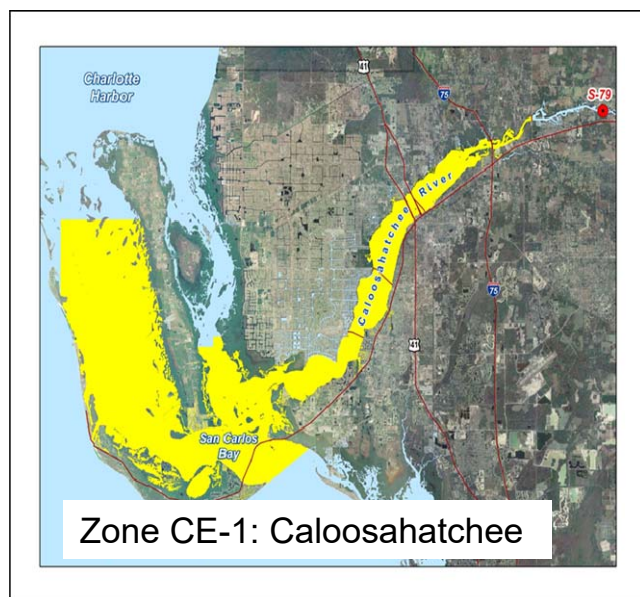 Charlotte
Harbor
41
75
S-79
Caloosahatchee River
75
41
San Carlos
Bay
Zone CE-1: Caloosahatchee